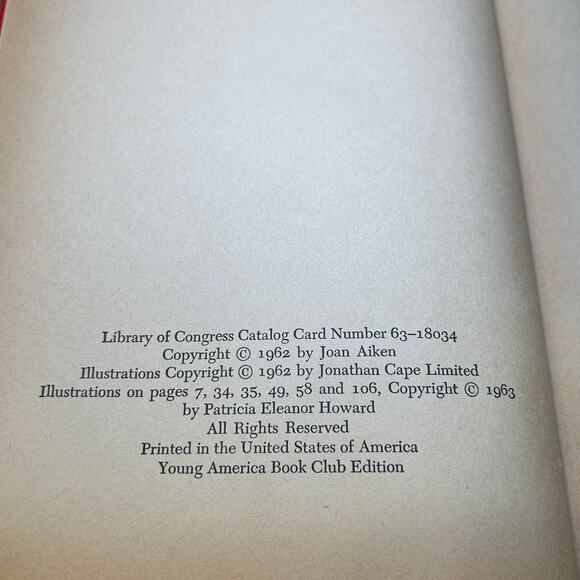 Library of Congress Catalog Card Number 63–18034
Copyright © 1962 by Joan Aiken
Illustrations Copyright © 1962 by Jonathan Cape Limited
Illustrations on pages 7, 34, 35, 49, 58 and 106, Copyright © 1963
by Patricia Eleanor Howard
All Rights Reserved
Printed in the United States of America
Young America Book Club Edition